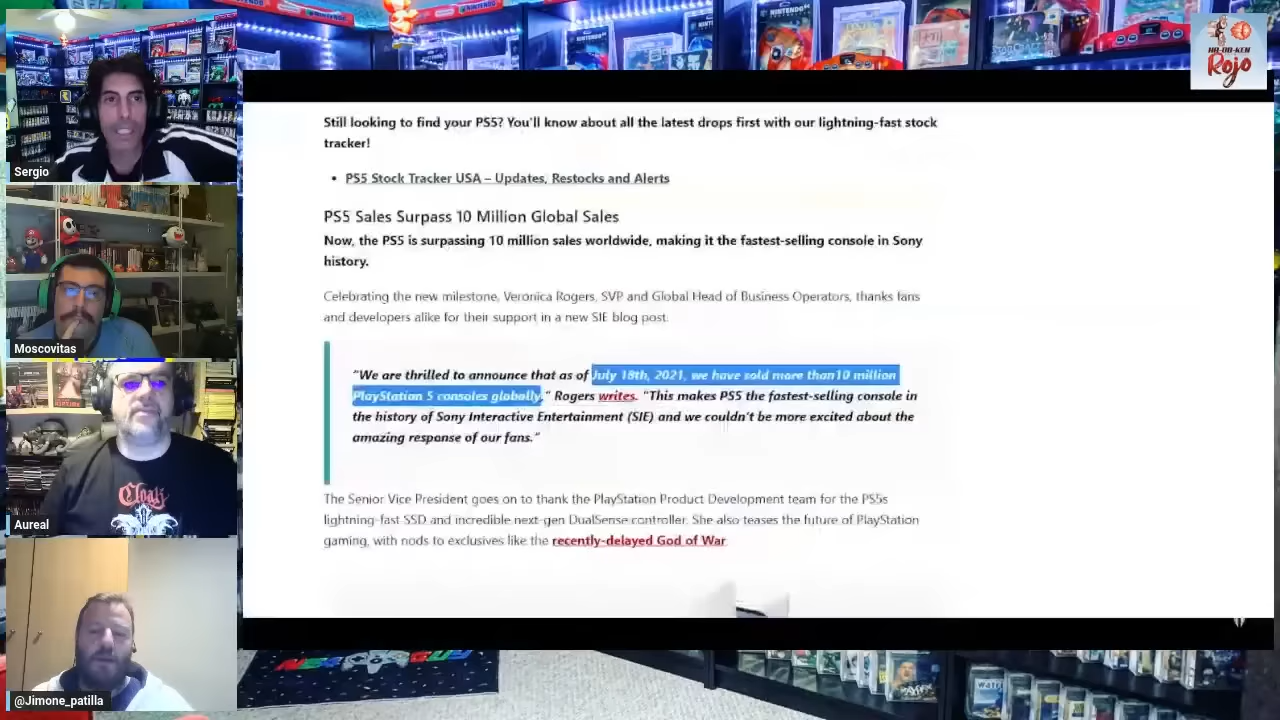 HA-DO-KEN
Rojo
Sergio
Moscovitas
Aureal
@Jimone_patilla
Still looking to find your PS5? You'll know about all the latest drops first with our lightning-fast stock
tracker!
• PS5 Stock Tracker USA – Updates, Restocks and Alerts
PS5 Sales Surpass 10 Million Global Sales
Now, the PS5 is surpassing 10 million sales worldwide, making it the fastest-selling console in Sony
history.
Celebrating the new milestone, Veronica Rogers, SVP and Global Head of Business Operators, thanks fans
and developers alike for their support in a new SIE blog post.
"We are thrilled to announce that as of July 18th, 2021, we have sold more than10 million
PlayStation 5 consoles globally," Rogers writes. "This makes PS5 the fastest-selling console in
the history of Sony Interactive Entertainment (SIE) and we couldn't be more excited about the
amazing response of our fans."
The Senior Vice President goes on to thank the PlayStation Product Development team for the PS5s
lightning-fast SSD and incredible next-gen DualSense controller. She also teases the future of PlayStation
gaming, with nods to exclusives like the recently-delayed God of War